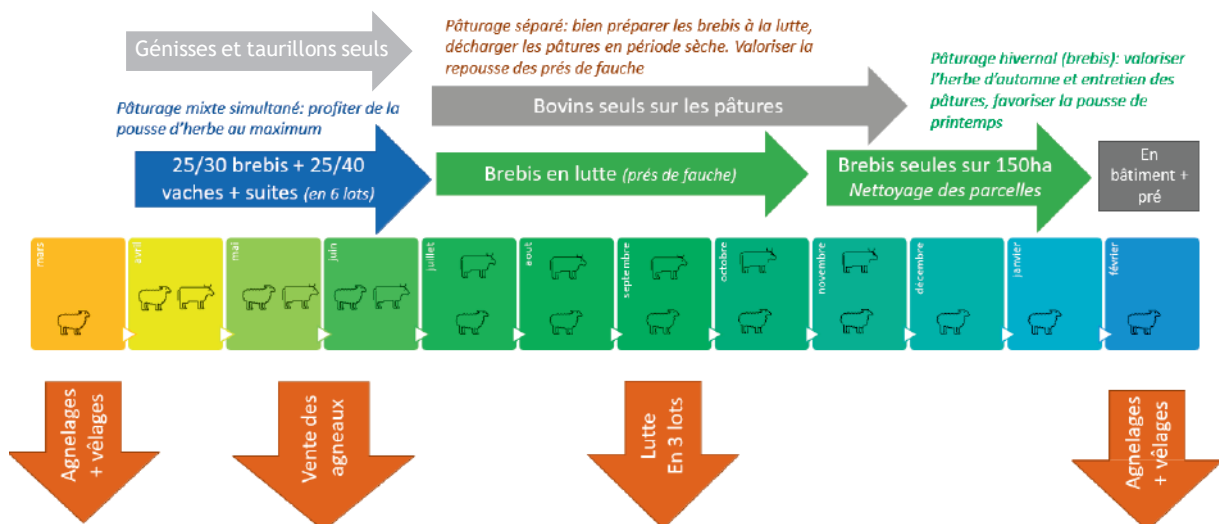 Génisses et taurillons seuls
Pâturage séparé: bien préparer les brebis à la lutte,
décharger les pâtures en période sèche. Valoriser la
repousse des prés de fauche
Pâturage hivernal (brebis): valoriser
l'herbe d'automne et entretien des
pâtures, favoriser la pousse de
printemps
Pâturage mixte simultané: profiter de la
pousse d'herbe au maximum
Bovins seuls sur les pâtures
25/30 brebis + 25/40
vaches + suites (en 6 lots)
Brebis en lutte (prés de fauche)
Brebis seules sur 150ha
Nettoyage des parcelles
En
bâtiment +
pré
mars
avril
mai
juin
juillet
aout
septembre
octobre
novembre
décembre
janvier
février
Agnelages
+ vêlages
Vente des
agneaux
Lutte
En 3 lots
Agnelages
+ vêlages